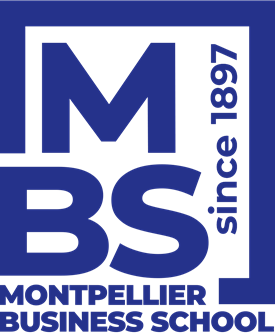 M
BS
since 1897
MONTPELLIER
BUSINESS SCHOOL